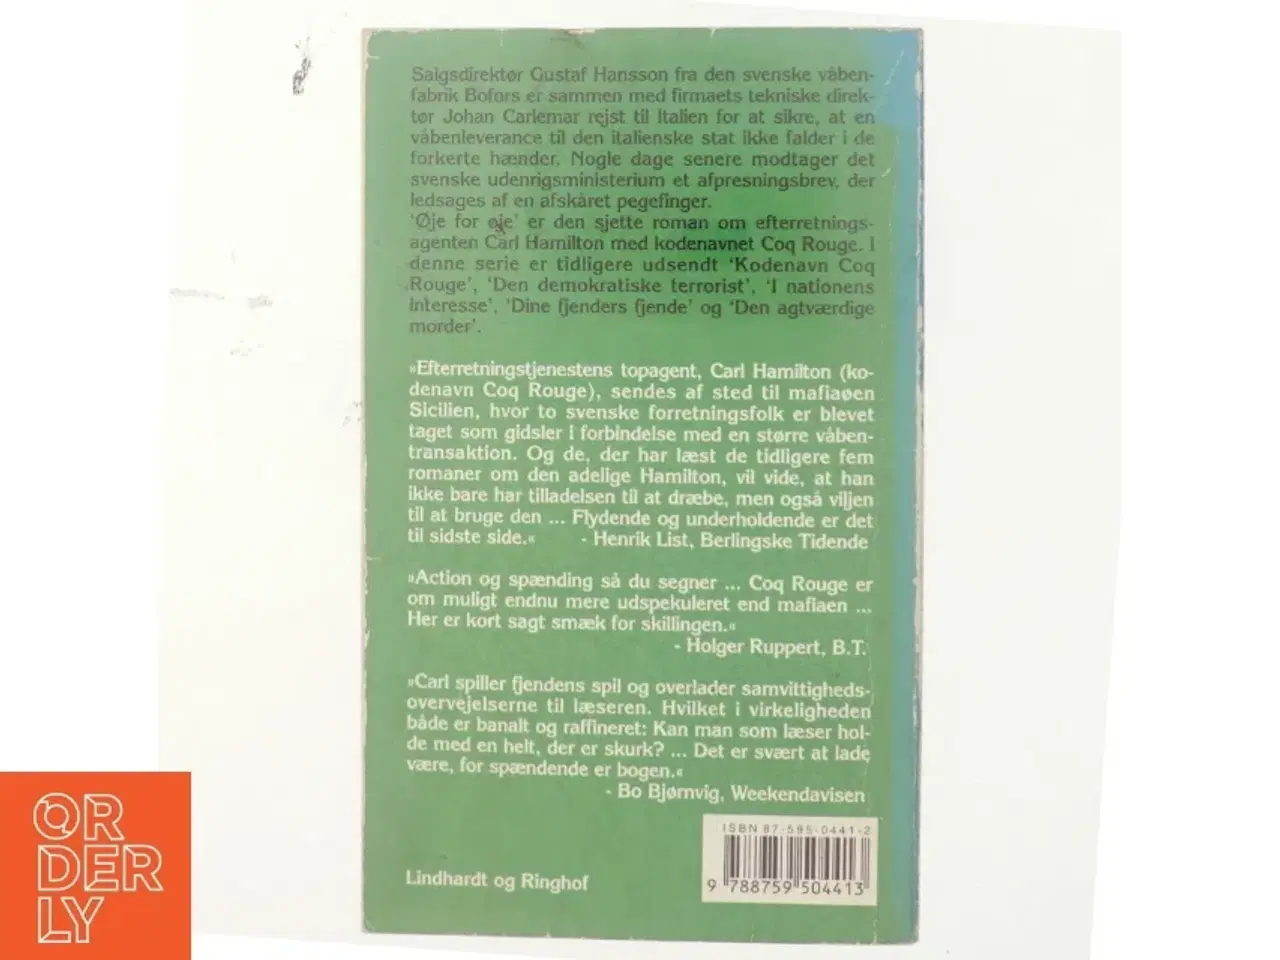 Salgsdirektør Gustaf Hansson fra den svenske våben-
fabrik Bofors er sammen med firmaets tekniske direk-
tør Johan Carlemar rejst til Italien for at sikre, at en
våbenleverance til den italienske stat ikke falder i de
forkerte hænder. Nogle dage senere modtager det
svenske udenrigsministerium et afpresningsbrev, der
ledsages af en afskåret pegefinger.
'Øje for øje' er den sjette roman om efterretnings-
agenten Carl Hamilton med kodenavnet Coq Rouge. I
denne serie er tidligere udsendt 'Kodenavn Coq
Rouge', 'Den demokratiske terrorist', 'I nationens
interesse', 'Dine fjenders fjende' og 'Den agtværdige
morder'.
»Efterretningstjenestens topagent, Carl Hamilton (ko-
denavn Coq Rouge), sendes af sted til mafiaøen
Sicilien, hvor to svenske forretningsfolk er blevet
taget som gidsler i forbindelse med en større våben-
transaktion. Og de, der har læst de tidligere fem
romaner om den adelige Hamilton, vil vide, at han
ikke bare har tilladelsen til at dræbe, men også viljen
til at bruge den ... Flydende og underholdende er det
til sidste side.« - Henrik List, Berlingske Tidende
»Action og spænding så du segner ... Coq Rouge er
om muligt endnu mere udspekuleret end mafiaen ...
Her er kort sagt smæk for skillingen.«
- Holger Ruppert, B.T.
»Carl spiller fjendens spil og overlader samvittigheds-
overvejelserne til læseren. Hvilket i virkeligheden
både er banalt og raffineret: Kan man som læser hol-
de med en helt, der er skurk? ... Det er svært at lade
være, for spændende er bogen.«
- Bo Bjørnvig, Weekendavisen
ISBN 87-595-0441-2
9 788759 504413
Lindhardt og Ringhof
OR
DER
LY